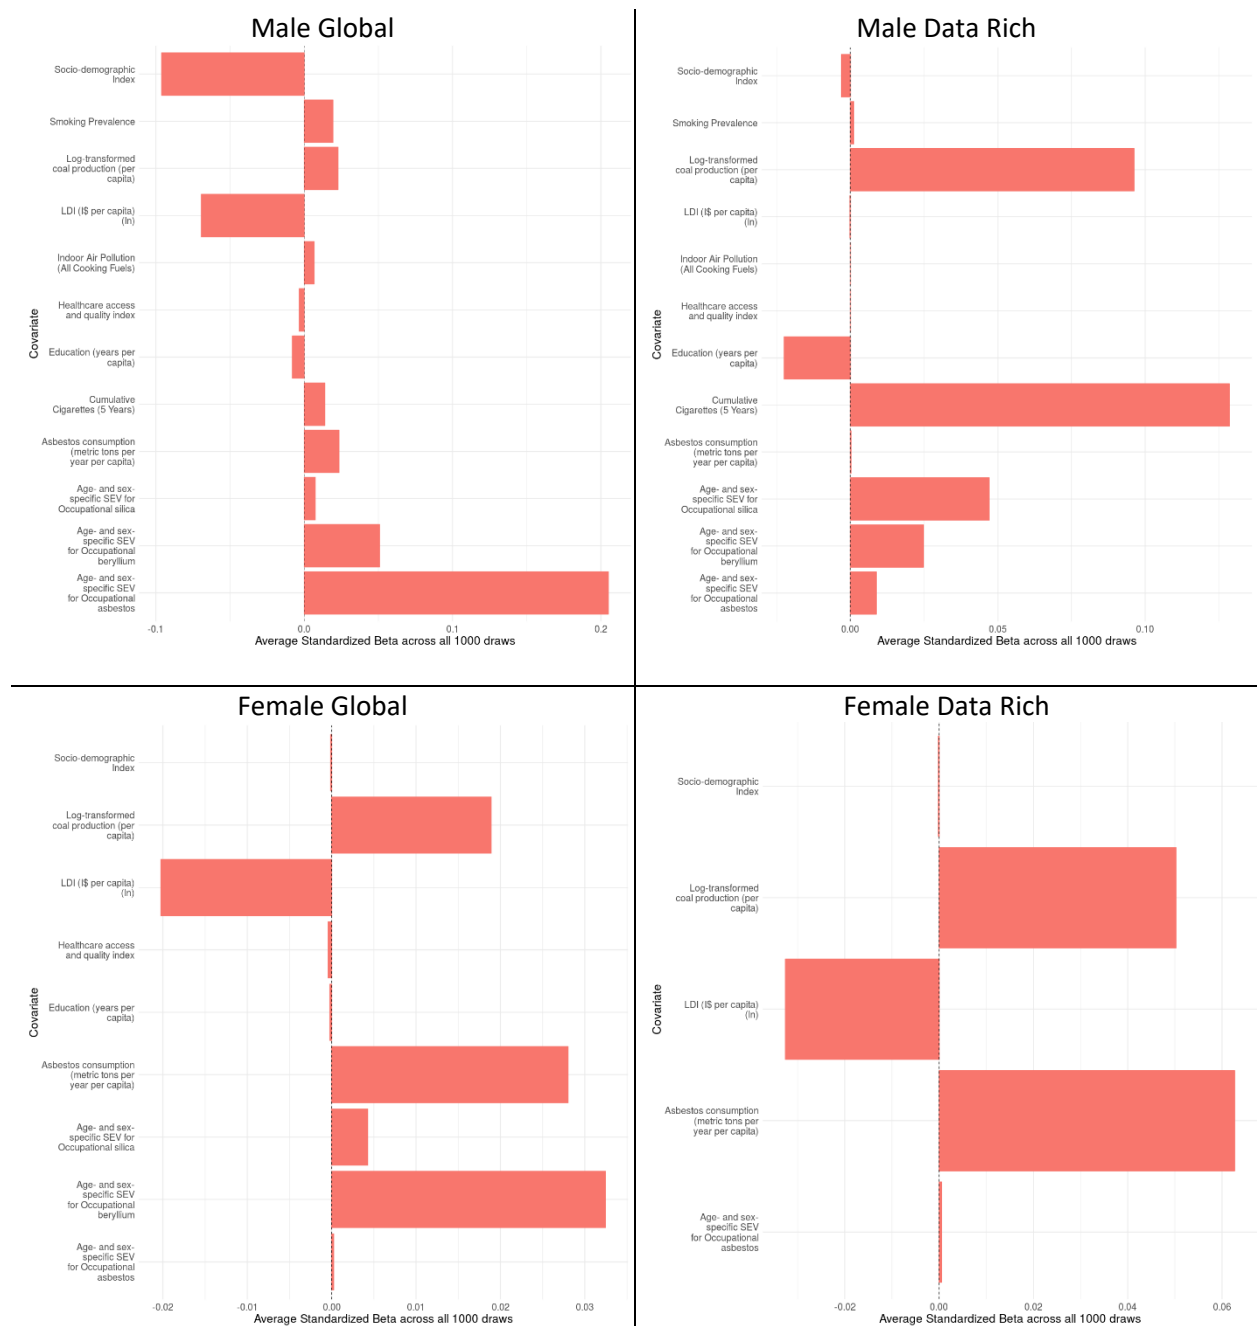 Male Global
Socio-demographic
Index
Smoking Prevalence
Log-transformed
coal production (per
capita)
LDI (I$ per capita)
(ln)
Indoor Air Pollution
(All Cooking Fuels)
Healthcare access
and quality index
Education (years per
capita)
Cumulative
Cigarettes (5 Years)
Asbestos consumption
(metric tons per
year per capita)
Age- and sex-
specific SEV for
Occupational silica
Age- and sex-
specific SEV
for Occupational
beryllium
Age- and sex-
specific SEV
for Occupational
asbestos
Covariate
-0.1 0.0 0.1 0.2
Average Standardized Beta across all 1000 draws
Male Data Rich
Socio-demographic
Index
Smoking Prevalence
Log-transformed
coal production (per
capita)
LDI (I$ per capita)
(ln)
Indoor Air Pollution
(All Cooking Fuels)
Healthcare access
and quality index
Education (years per
capita)
Cumulative
Cigarettes (5 Years)
Asbestos consumption
(metric tons per
year per capita)
Age- and sex-
specific SEV for
Occupational silica
Age- and sex-
specific SEV
for Occupational
beryllium
Age- and sex-
specific SEV
for Occupational
asbestos
Covariate
0.00 0.05 0.10
Average Standardized Beta across all 1000 draws
Female Global
Socio-demographic
Index
Log-transformed
coal production (per
capita)
LDI (I$ per capita)
(ln)
Healthcare access
and quality index
Education (years per
capita)
Asbestos consumption
(metric tons per
year per capita)
Age- and sex-
specific SEV for
Occupational silica
Age- and sex-
specific SEV
for Occupational
beryllium
Age- and sex-
specific SEV
for Occupational
asbestos
Covariate
-0.02 -0.01 0.00 0.01 0.02 0.03
Average Standardized Beta across all 1000 draws
Female Data Rich
Socio-demographic
Index
Log-transformed
coal production (per
capita)
LDI (I$ per capita)
(ln)
Asbestos consumption
(metric tons per
year per capita)
Age- and sex-
specific SEV
for Occupational
asbestos
Covariate
-0.02 0.00 0.02 0.04 0.06
Average Standardized Beta across all 1000 draws